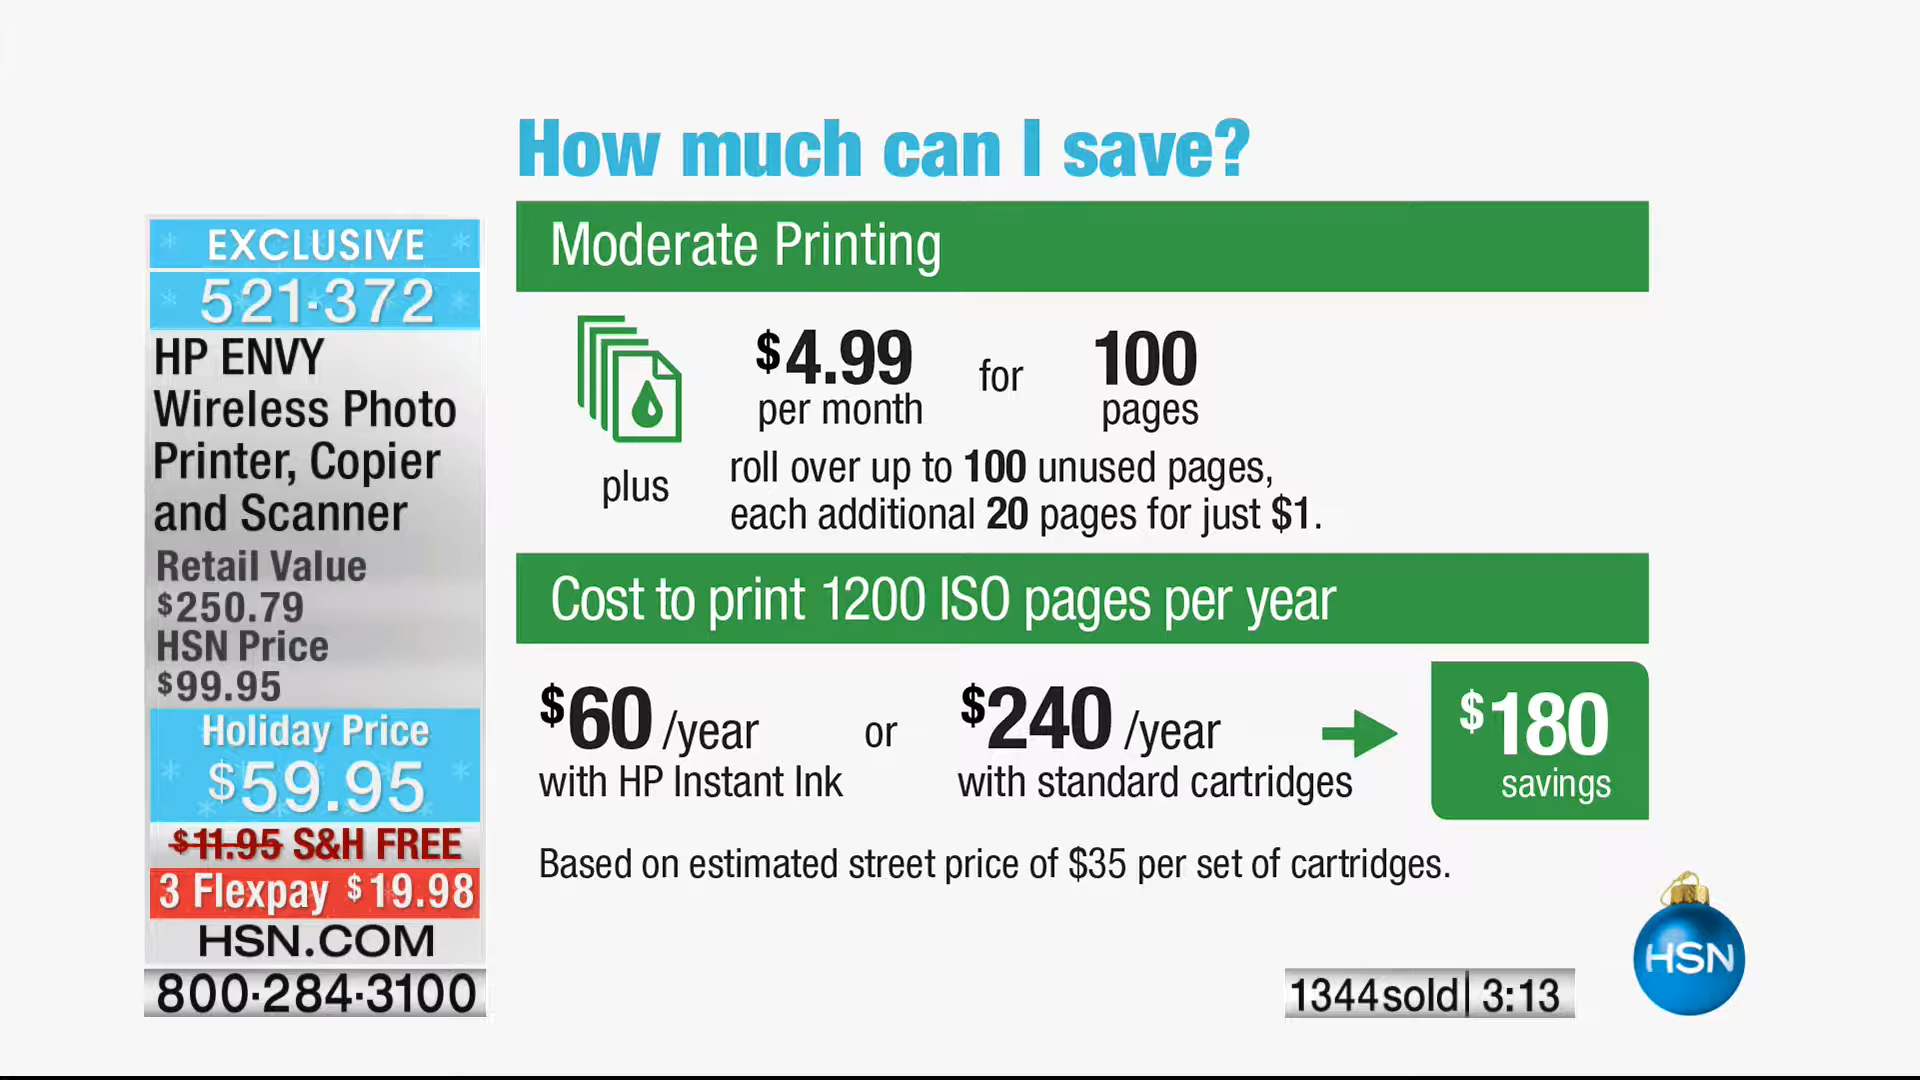 How much can I save?
EXCLUSIVE
521·372
HP ENVY
Wireless Photo
Printer, Copier
and Scanner
Retail Value
$250.79
HSN Price
$99.95
Holiday Price
$59.95
$11.95 S&H FREE
3 Flexpay $19.98
HSN.COM
800·284·3100
Moderate Printing
$4.99 for 100
per month pages
plus
roll over up to 100 unused pages,
each additional 20 pages for just $1.
Cost to print 1200 ISO pages per year
$60 /year or $240 /year
with HP Instant Ink with standard cartridges
$180
savings
Based on estimated street price of $35 per set of cartridges.
1344 sold | 3:13
HSN